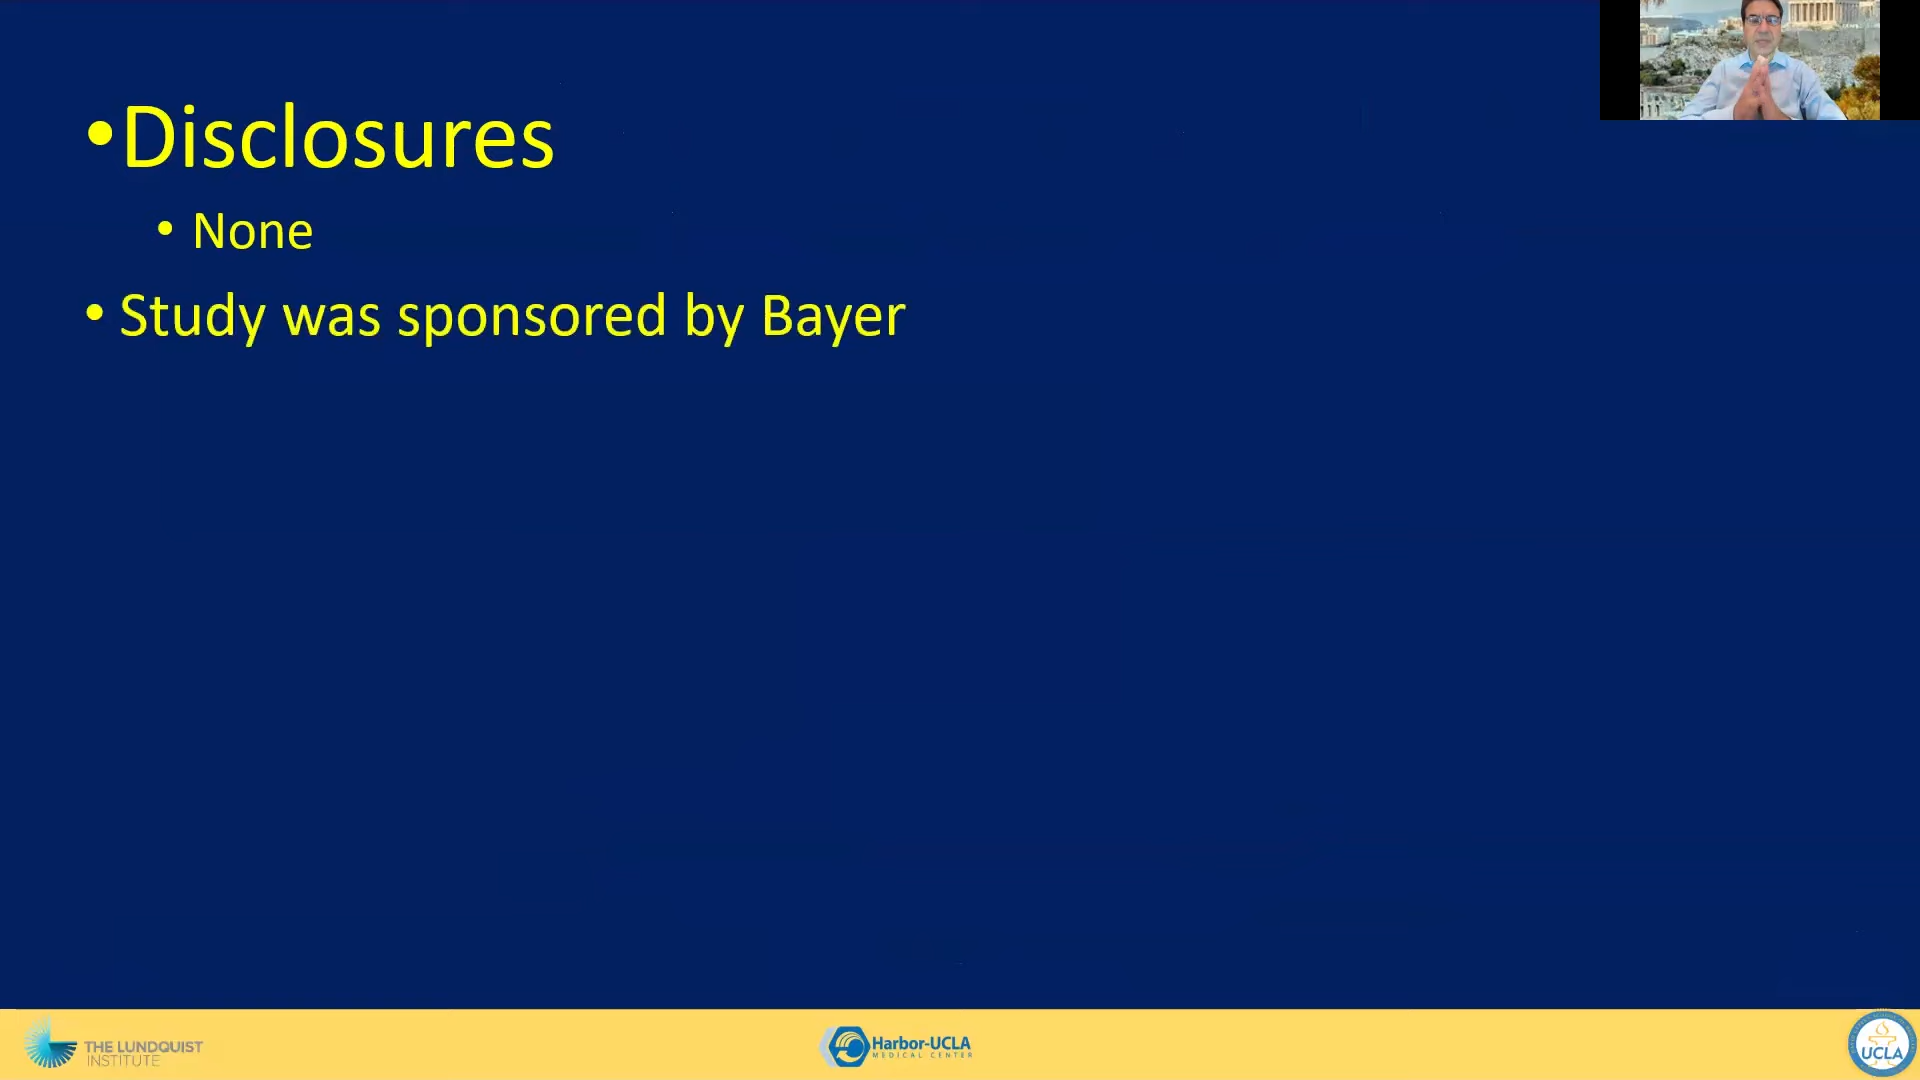 •Disclosures
• None
• Study was sponsored by Bayer
THE LUNDQUIST
INSTITUTE
Harbor-UCLA
MEDICAL CENTER
UCLA